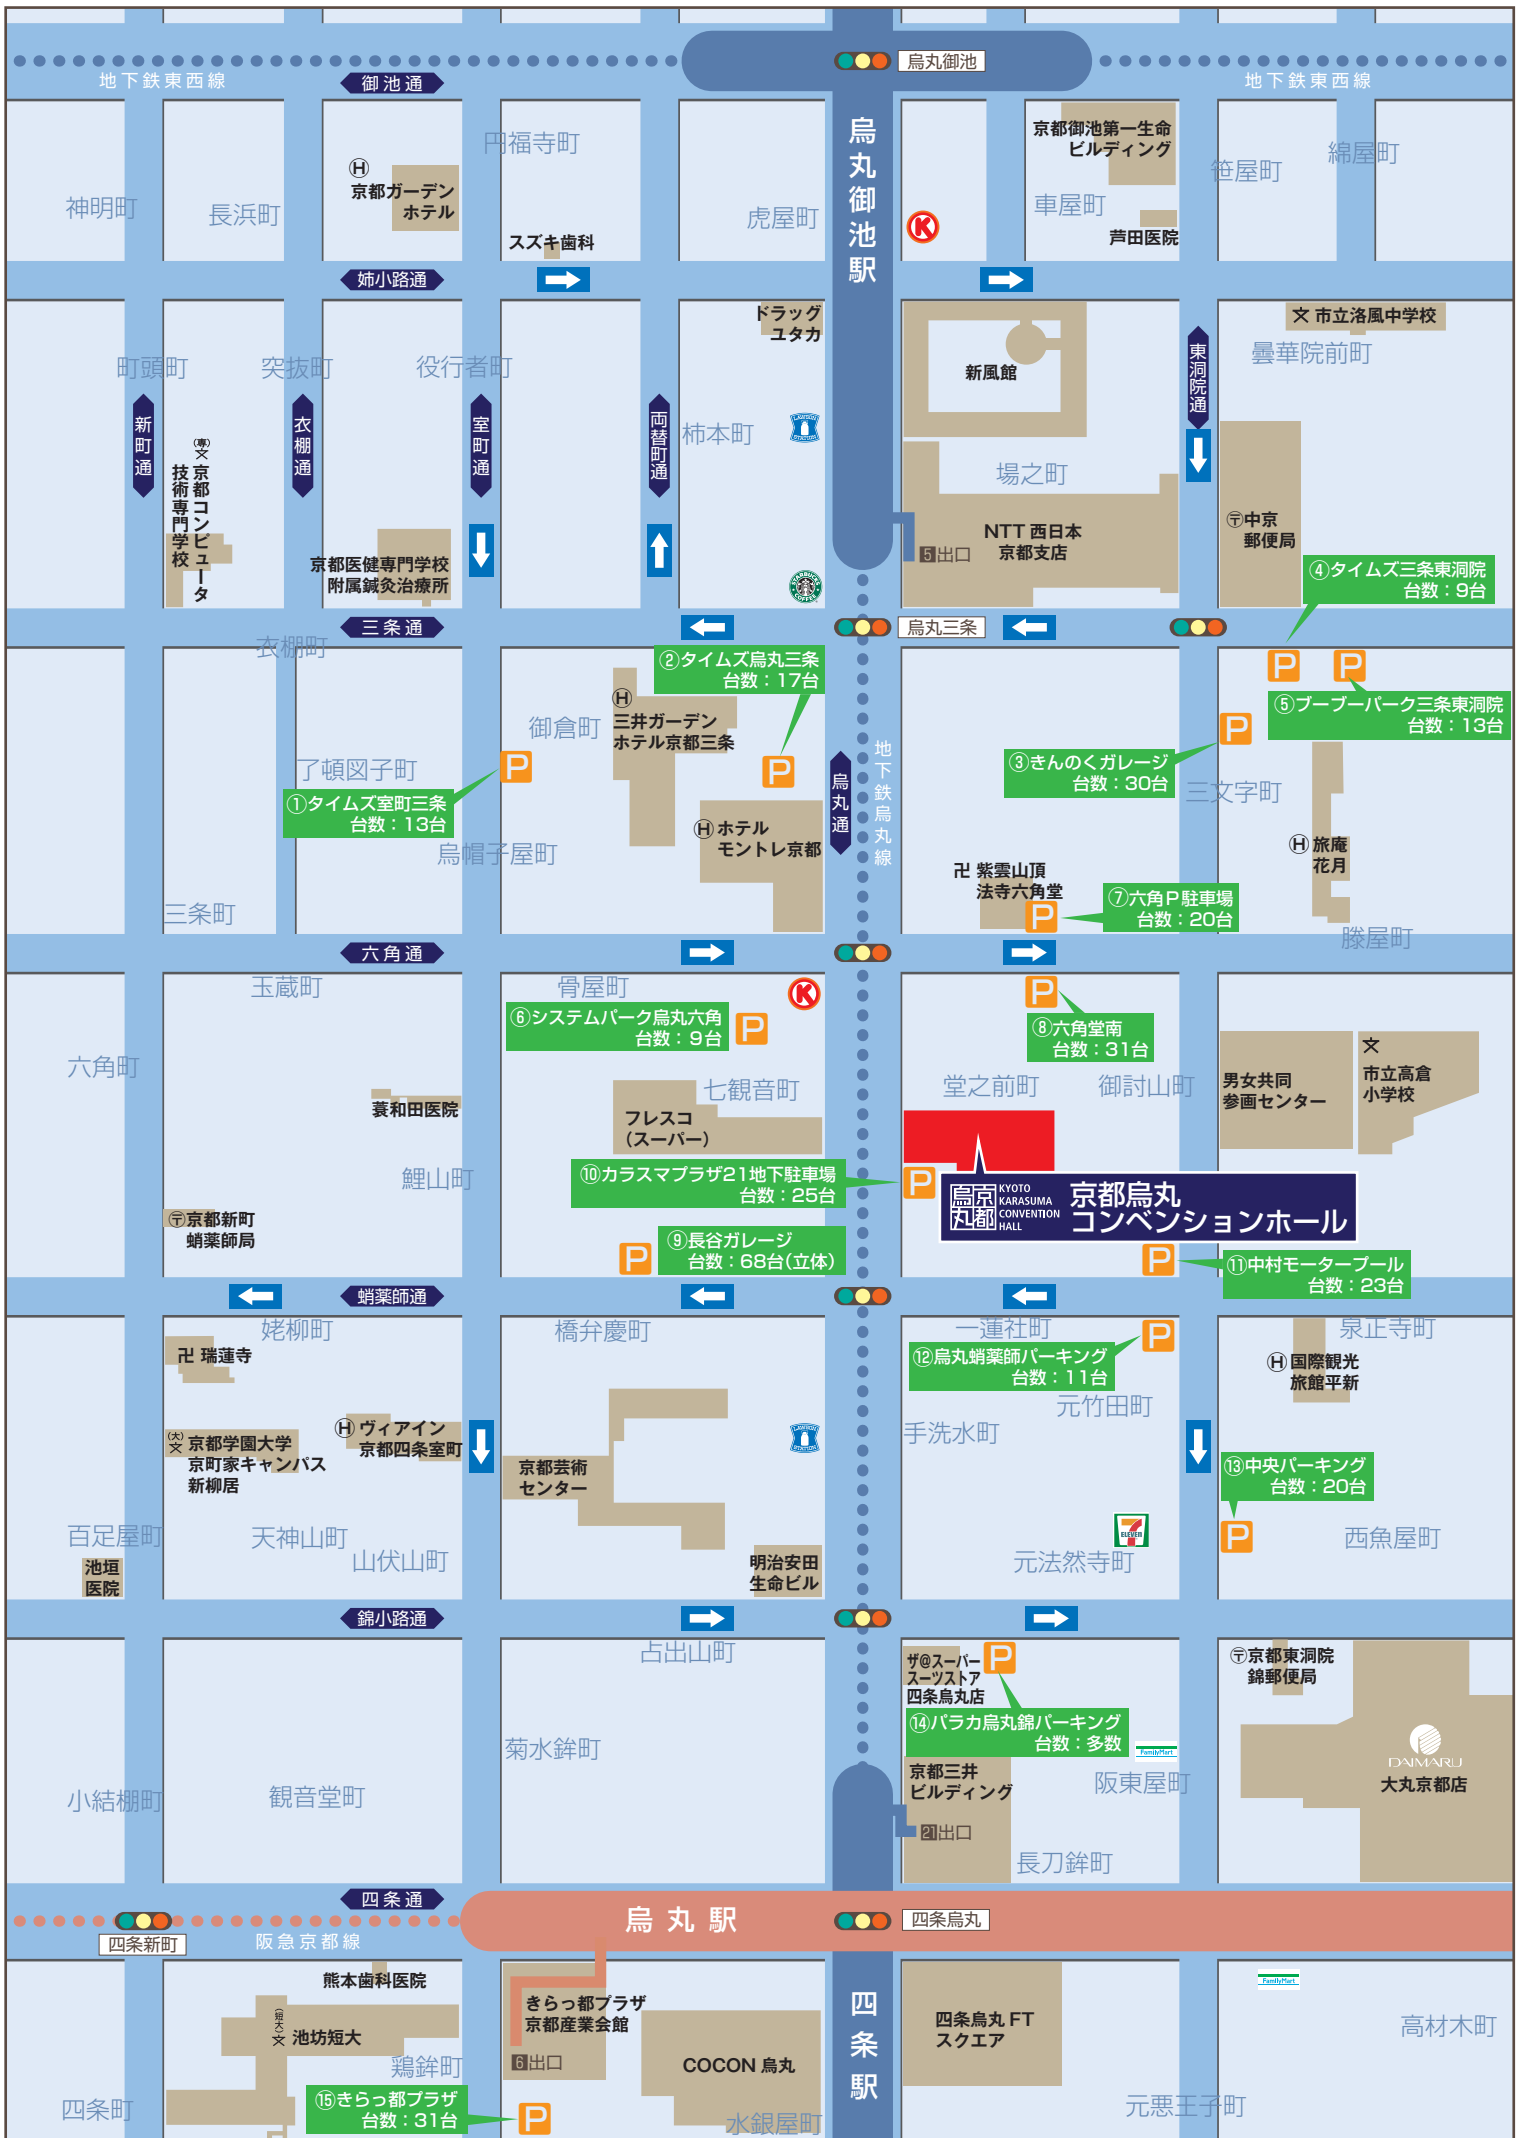 烏丸御池
地下鉄東西線
御池通
地下鉄東西線
烏丸御池駅
円福寺町
京都御池第一生命
ビルディング
綿屋町
笹屋町
神明町
長浜町
Ⓗ
京都ガーデン
ホテル
虎屋町
K
車屋町
芦田医院
スズキ歯科
姉小路通
ドラッグ
ユタカ
新風館
東洞院通
文 市立洛風中学校
曇華院前町
町頭町
突抜町
役行者町
新町通
衣棚通
室町通
両替町通
柿本町
LAWSON
STATION
場之町
(専)文 京都コンピュータ
技術専門学校
京都医健専門学校
附属鍼灸治療所
STARBUCKS
COFFEE
5出口
NTT 西日本
京都支店
〒中京
郵便局
④タイムズ三条東洞院
台数：9台
三条通
烏丸三条
衣棚町
②タイムズ烏丸三条
台数：17台
P
P
⑤ブーブーパーク三条東洞院
台数：13台
御倉町
Ⓗ
三井ガーデン
ホテル京都三条
P
P
P
③きんのくガレージ
台数：30台
地下鉄烏丸線
烏丸通
了頓図子町
①タイムズ室町三条
台数：13台
三文字町
烏帽子屋町
Ⓗ ホテル
モントレ京都
Ⓗ 旅庵
花月
卍 紫雲山頂
法寺六角堂
P
⑦六角P駐車場
台数：20台
三条町
滕屋町
六角通
玉蔵町
骨屋町
K
P
⑥システムパーク烏丸六角
台数：9台
P
⑧六角堂南
台数：31台
六角町
七観音町
堂之前町
御討山町
男女共同
参画センター
文
市立高倉
小学校
蓑和田医院
フレスコ
（スーパー）
鯉山町
⑩カラスマプラザ21地下駐車場
台数：25台
P
烏丸京都
KYOTO
KARASUMA
CONVENTION
HALL
京都烏丸
コンベンションホール
〒京都新町
蛸薬師局
P
⑨長谷ガレージ
台数：68台(立体)
P
⑪中村モータープール
台数：23台
蛸薬師通
姥柳町
橋弁慶町
一蓮社町
P
泉正寺町
卍 瑞蓮寺
⑫烏丸蛸薬師パーキング
台数：11台
Ⓗ 国際観光
旅館平新
元竹田町
手洗水町
(大)文 京都学園大学
京町家キャンパス
新柳居
Ⓗ ヴィアイン
京都四条室町
LAWSON
STATION
京都芸術
センター
⑬中央パーキング
台数：20台
P
百足屋町
天神山町
山伏山町
7
ELEVEN
元法然寺町
西魚屋町
池垣
医院
明治安田
生命ビル
錦小路通
占出山町
ザ@スーパー
スーツストア
四条烏丸店
P
〒京都東洞院
錦郵便局
⑭パラカ烏丸錦パーキング
台数：多数
菊水鉾町
FamilyMart
DAIMARU
大丸京都店
京都三井
ビルディング
阪東屋町
小結棚町
観音堂町
21出口
長刀鉾町
四条通
烏丸駅
四条烏丸
四条新町
阪急京都線
熊本歯科医院
FamilyMart
四条駅
きらっ都プラザ
京都産業会館
四条烏丸 FT
スクエア
(短大)文 池坊短大
高材木町
鶏鉾町
6出口
COCON 烏丸
四条町
⑮きらっ都プラザ
台数：31台
P
水銀屋町
元悪王子町